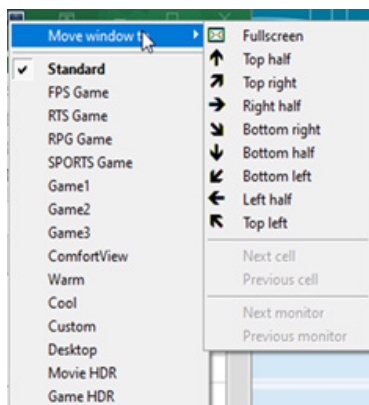 Move window t
Standard
FPS Game
RTS Game
RPG Game
SPORTS Game
Game1
Game2
Game3
ComfortView
Warm
Cool
Custom
Desktop
Movie HDR
Game HDR
Fullscreen
Top half
Top right
Right half
Bottom right
Bottom half
Bottom left
Left half
Top left
Next cell
Previous cell
Next monitor
Previous monitor